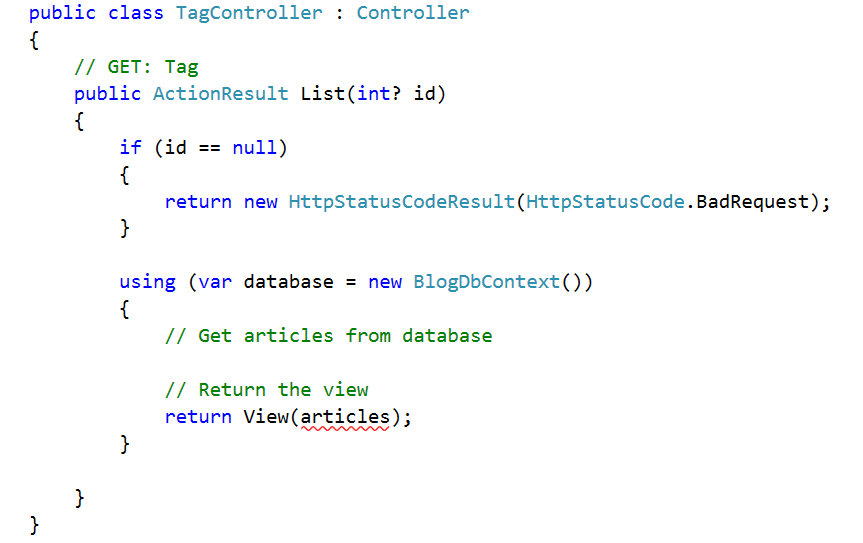 public class TagController : Controller
{
    // GET: Tag
    public ActionResult List(int? id)
    {
        if (id == null)
        {
            return new HttpStatusCodeResult(HttpStatusCode.BadRequest);
        }

        using (var database = new BlogDbContext())
        {
            // Get articles from database

            // Return the view
            return View(articles);
        }

    }
}